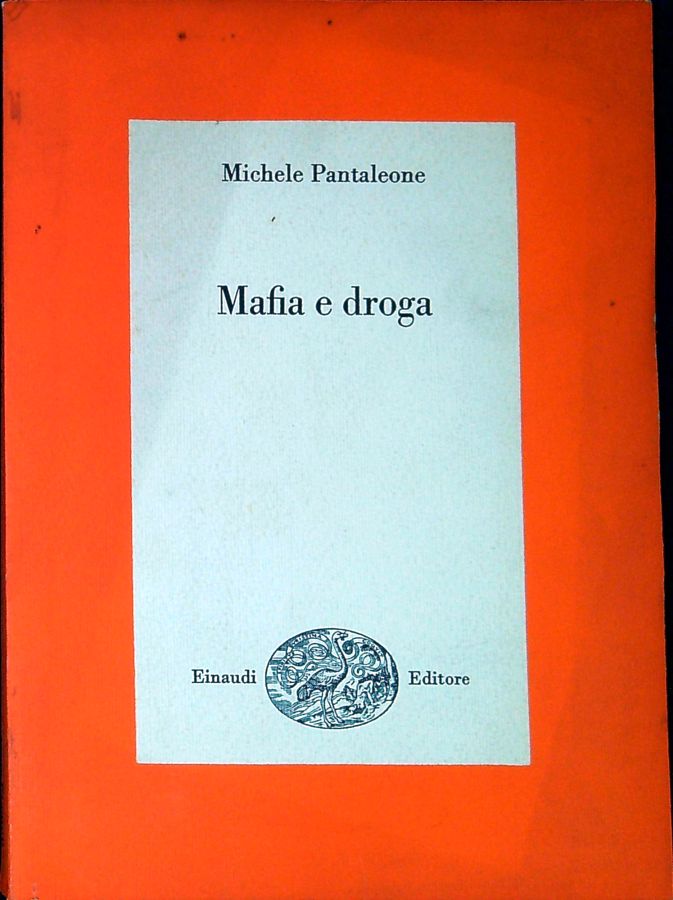 Michele Pantaleone
Mafia e droga
Einaudi Editore